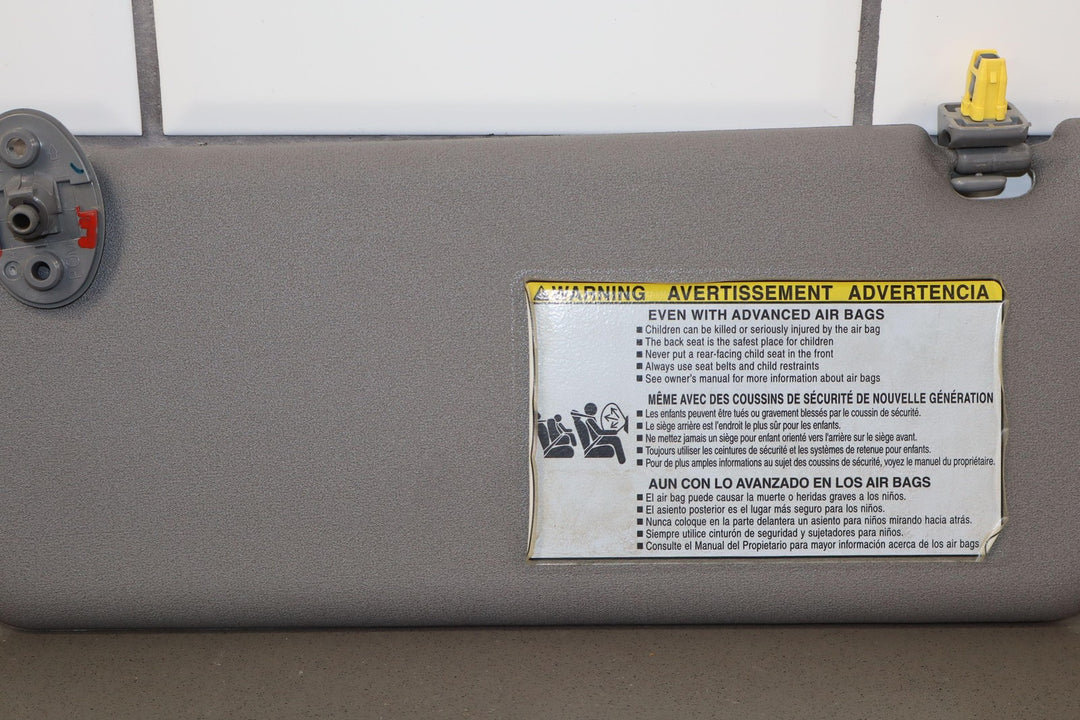 WARNING AVERTISSEMENT ADVERTENCIA
EVEN WITH ADVANCED AIR BAGS
■ Children can be killed or seriously injured by the air bag
■ The back seat is the safest place for children
■ Never put a rear-facing child seat in the front
■ Always use seat belts and child restraints
■ See owner's manual for more information about air bags
MÊME AVEC DES COUSSINS DE SÉCURITÉ DE NOUVELLE GÉNÉRATION
■ Les enfants peuvent être tués ou gravement blessés par le coussin de sécurité.
■ Le siège arrière est l'endroit le plus sûr pour les enfants.
■ Ne mettez jamais un siège pour enfant orienté vers l'arrière sur le siège avant.
■ Toujours utiliser les ceintures de sécurité et les systèmes de retenue pour enfants.
■ Pour de plus amples informations au sujet des coussins de sécurité, voyez le manuel du propriétaire.
AUN CON LO AVANZADO EN LOS AIR BAGS
■ El air bag puede causar la muerte o heridas graves a los niños.
■ El asiento posterior es el lugar más seguro para los niños.
■ Nunca coloque en la parte delantera un asiento para niños mirando hacia atrás.
■ Siempre utilice cinturón de seguridad y sujetadores para niños.
■ Consulte el Manual del Propietario para mayor información acerca de los air bags